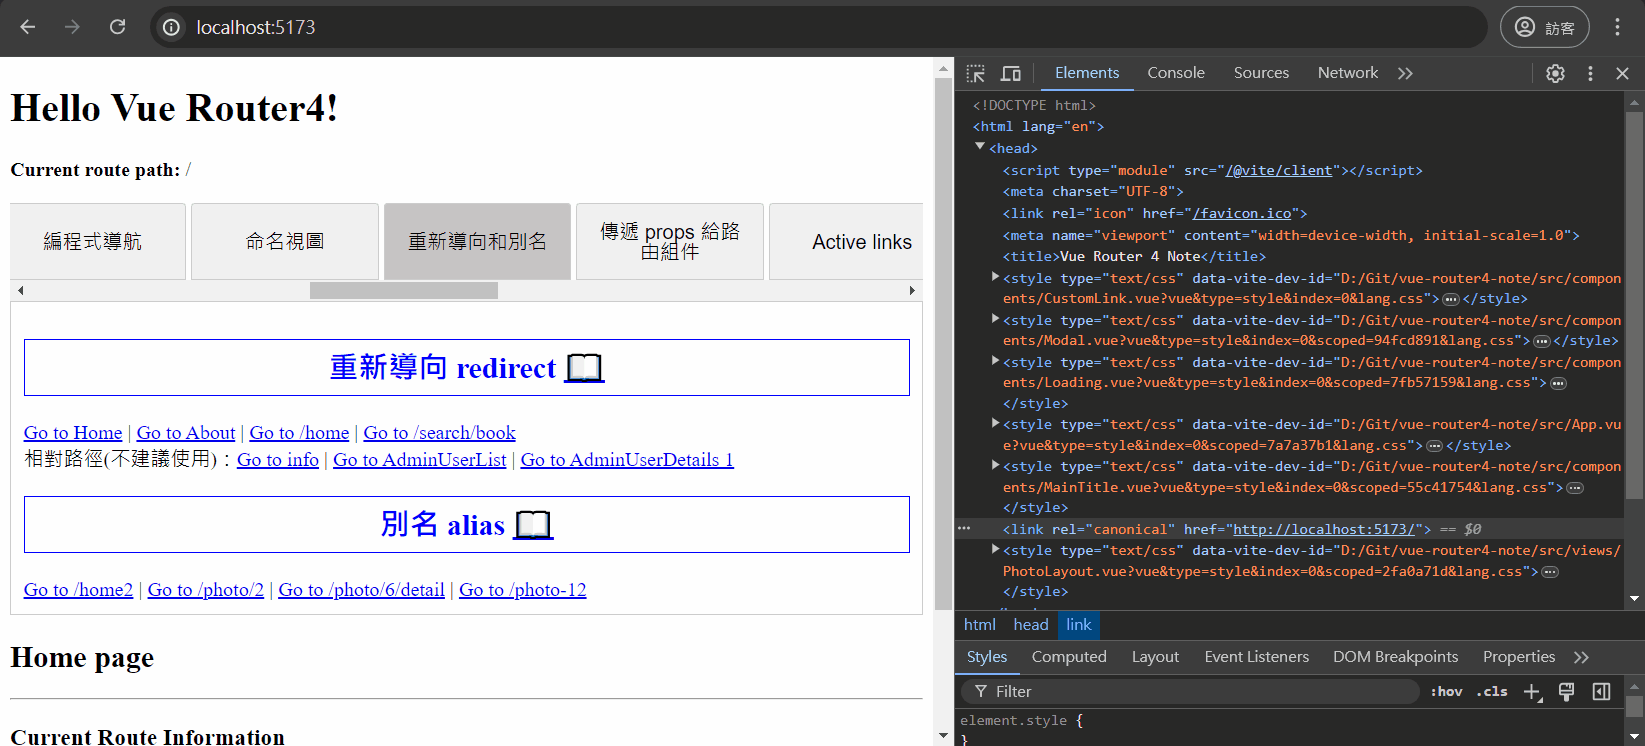 localhost:5173
訪客
Hello Vue Router4!
Current route path: /
編程式導航
命名視圖
重新導向和別名
傳遞 props 給路
由組件
Active links
重新導向 redirect 📖
Go to Home | Go to About | Go to /home | Go to /search/book
相對路徑(不建議使用)：Go to info | Go to AdminUserList | Go to AdminUserDetails 1
別名 alias 📖
Go to /home2 | Go to /photo/2 | Go to /photo/6/detail | Go to /photo-12
Home page
Current Route Information
Elements
Console
Sources
Network
<!DOCTYPE html>
<html lang="en">
<head>
<script type="module" src="/@vite/client"></script>
<meta charset="UTF-8">
<link rel="icon" href="/favicon.ico">
<meta name="viewport" content="width=device-width, initial-scale=1.0">
<title>Vue Router 4 Note</title>
<style type="text/css" data-vite-dev-id="D:/Git/vue-router4-note/src/compon
ents/CustomLink.vue?vue&type=style&index=0&lang.css">…</style>
<style type="text/css" data-vite-dev-id="D:/Git/vue-router4-note/src/compon
ents/Modal.vue?vue&type=style&index=0&scoped=94fcd891&lang.css">…</style>
<style type="text/css" data-vite-dev-id="D:/Git/vue-router4-note/src/compon
ents/Loading.vue?vue&type=style&index=0&scoped=7fb57159&lang.css">…
</style>
<style type="text/css" data-vite-dev-id="D:/Git/vue-router4-note/src/App.vu
e?vue&type=style&index=0&scoped=7a7a37b1&lang.css">…</style>
<style type="text/css" data-vite-dev-id="D:/Git/vue-router4-note/src/compon
ents/MainTitle.vue?vue&type=style&index=0&scoped=55c41754&lang.css">…
</style>
<link rel="canonical" href="http://localhost:5173/"> == $0
<style type="text/css" data-vite-dev-id="D:/Git/vue-router4-note/src/views/
PhotoLayout.vue?vue&type=style&index=0&scoped=2fa0a71d&lang.css">…
</style>
html head link
Styles
Computed
Layout
Event Listeners
DOM Breakpoints
Properties
Filter
:hov .cls
element.style {
}